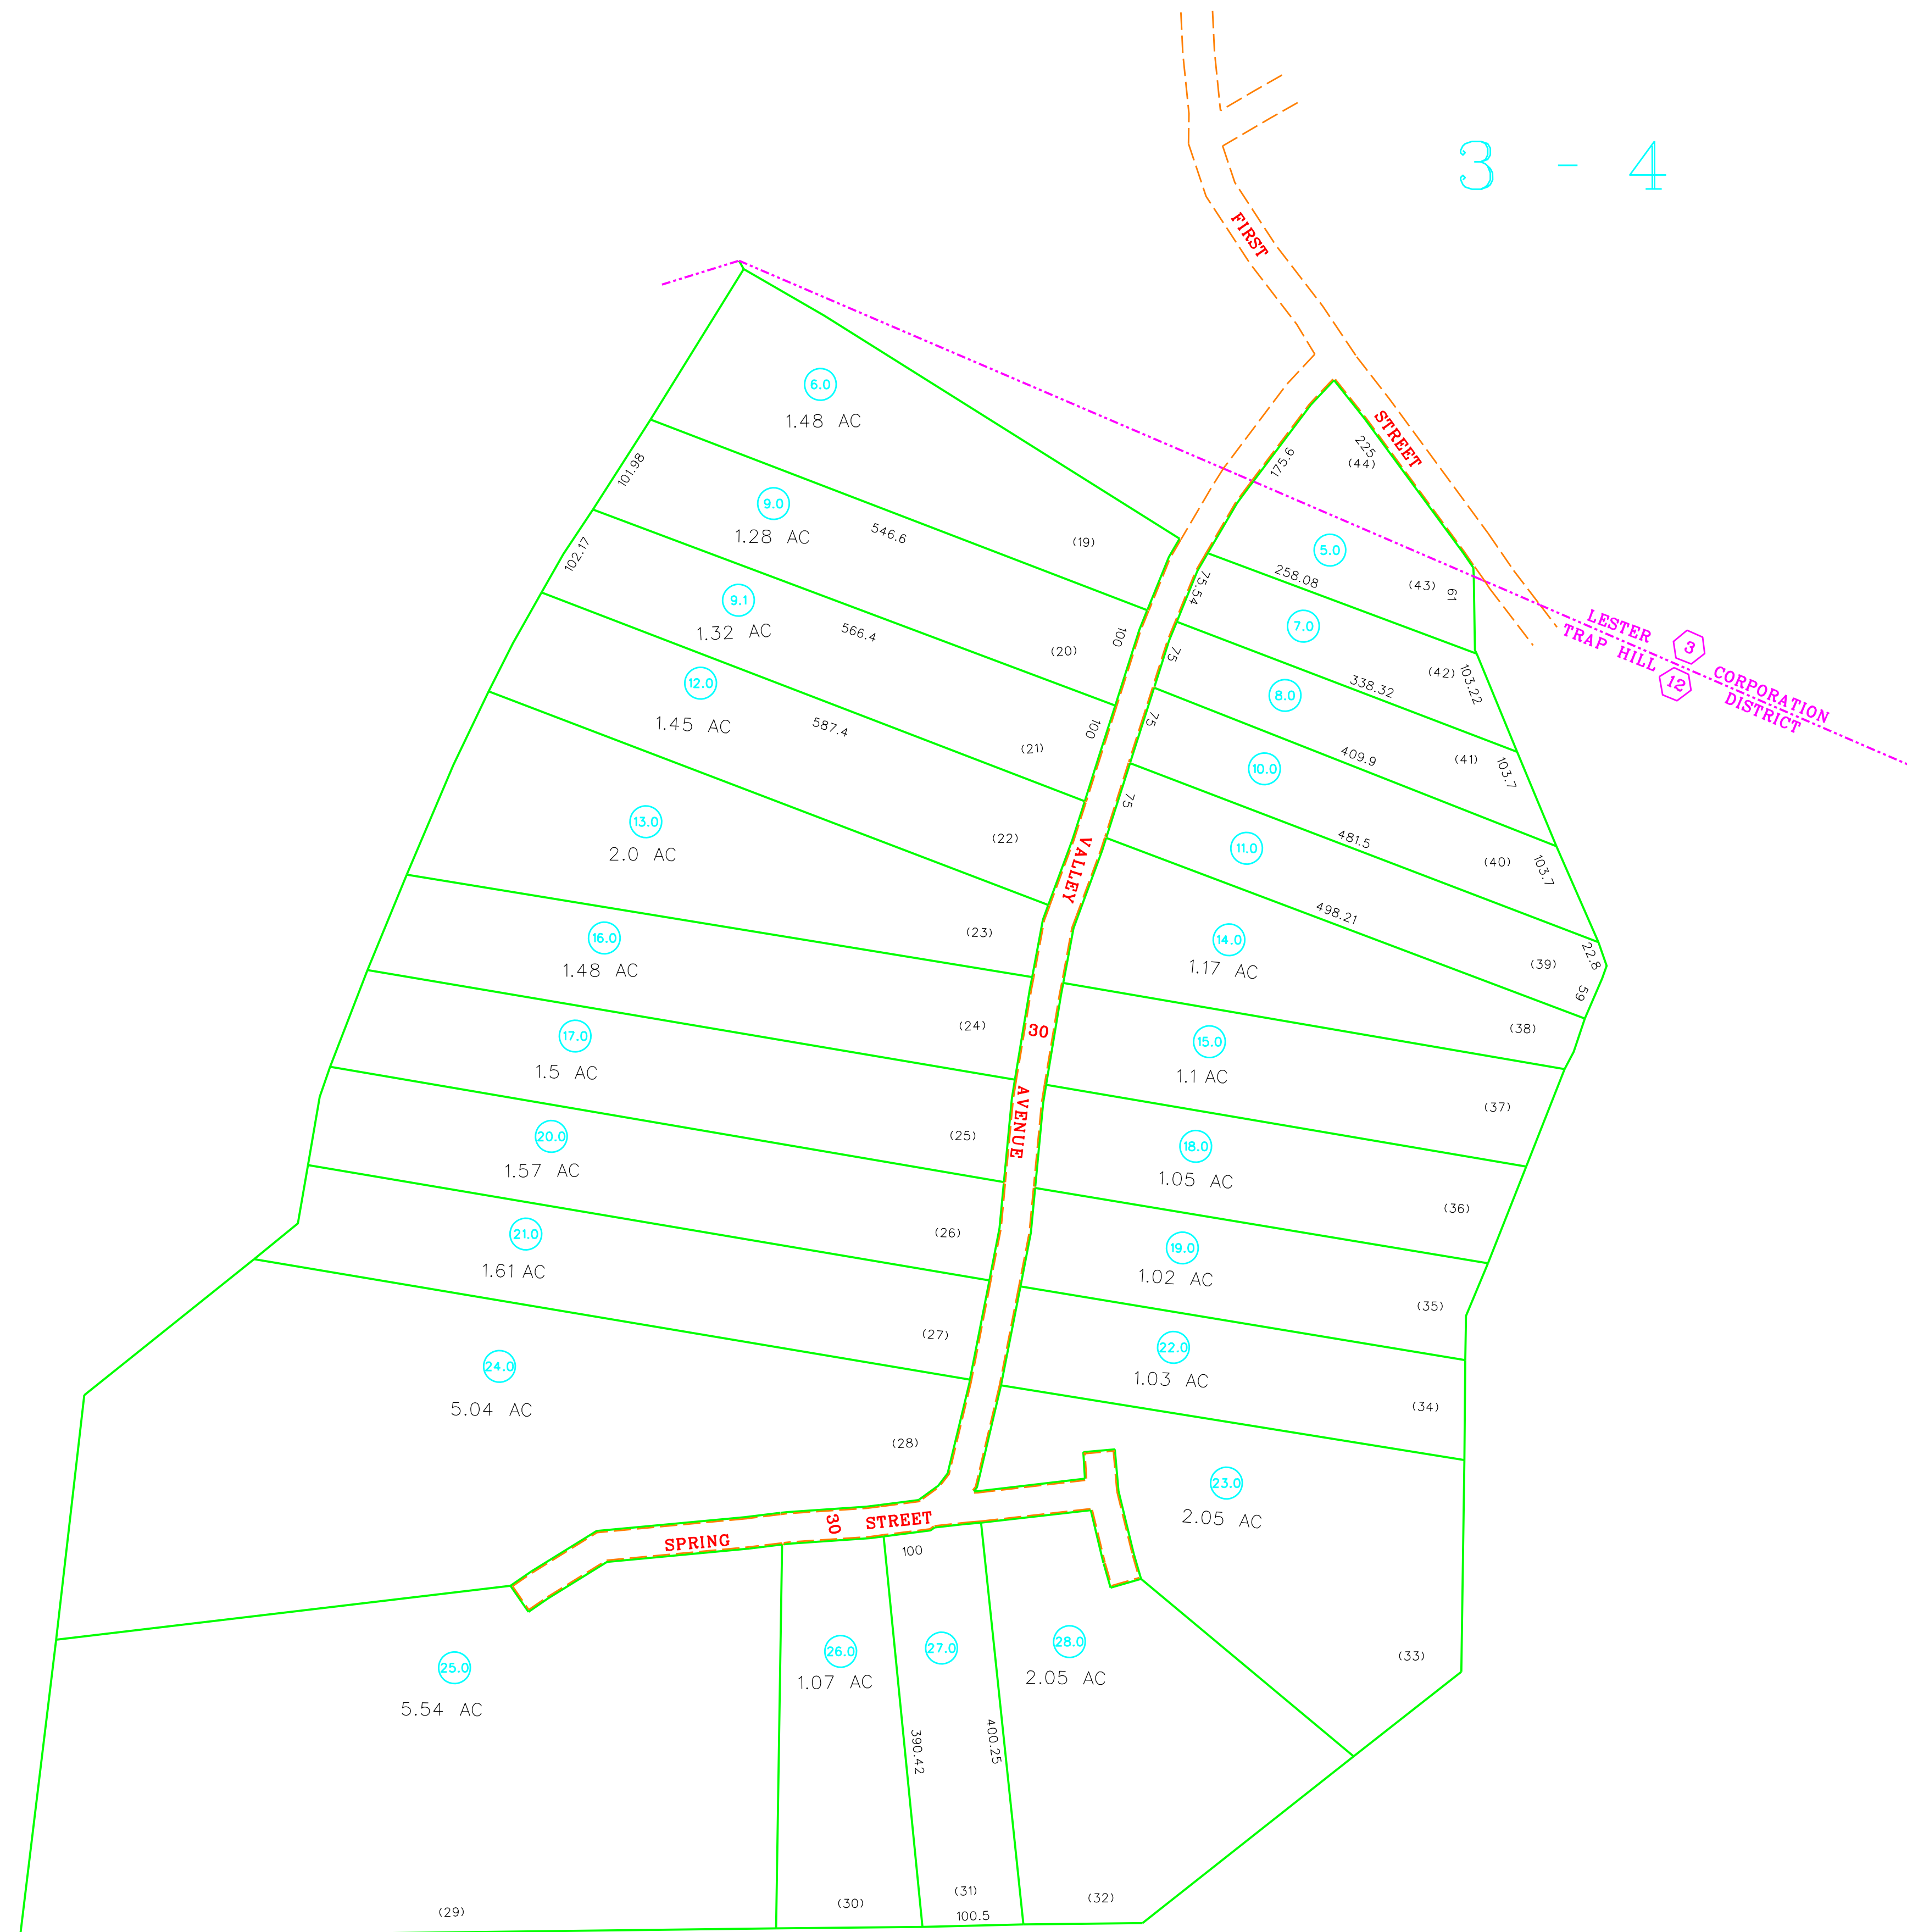 3 - 4
FIRST
STREET
6.0
1.48 AC
225
(44)
175.6
101.98
9.0
1.28 AC
546.6
(19)
5.0
258.08
(43)
61
102.17
75.54
9.1
1.32 AC
566.4
(20)
100
7.0
75
338.32
(42)
103.22
LESTER 3 CORPORATION
TRAP HILL 12 DISTRICT
12.0
1.45 AC
587.4
(21)
100
8.0
75
409.9
(41)
103.7
10.0
75
481.5
(40)
103.7
13.0
2.0 AC
(22)
VALLEY
11.0
498.21
(39)
22.8
59
16.0
1.48 AC
(23)
14.0
1.17 AC
(38)
17.0
1.5 AC
(24)
30
15.0
1.1 AC
(37)
AVENUE
20.0
1.57 AC
(25)
18.0
1.05 AC
(36)
21.0
1.61 AC
(26)
19.0
1.02 AC
(35)
24.0
5.04 AC
(27)
22.0
1.03 AC
(34)
(28)
23.0
2.05 AC
SPRING 30 STREET
100
25.0
5.54 AC
26.0
1.07 AC
27.0
28.0
2.05 AC
(33)
390.42
400.25
(29)
(30)
(31)
100.5
(32)